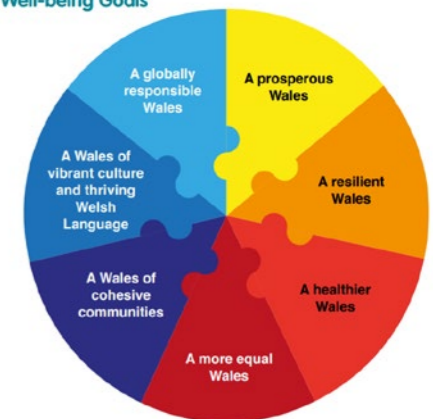 Well-being Goals
A globally
responsible
Wales
A prosperous
Wales
A Wales of
vibrant culture
and thriving
Welsh
Language
A resilient
Wales
A Wales of
cohesive
communities
A healthier
Wales
A more equal
Wales